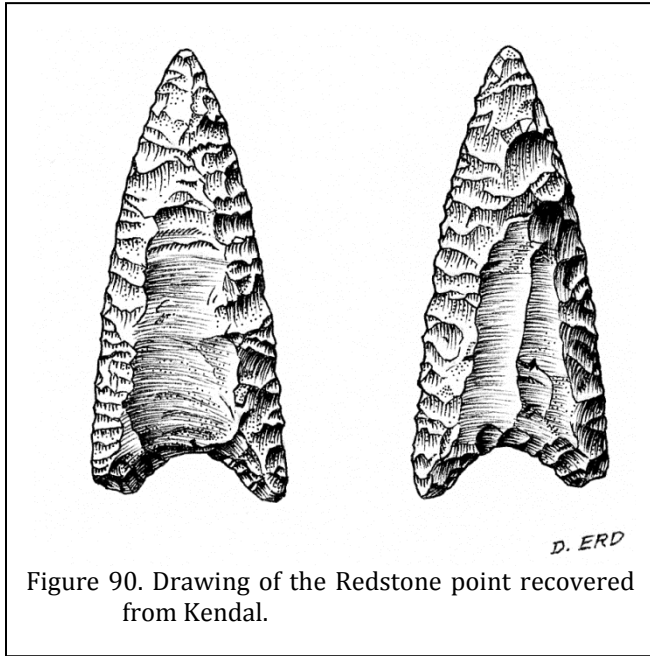 D. ERD
Figure 90. Drawing of the Redstone point recovered
from Kendal.